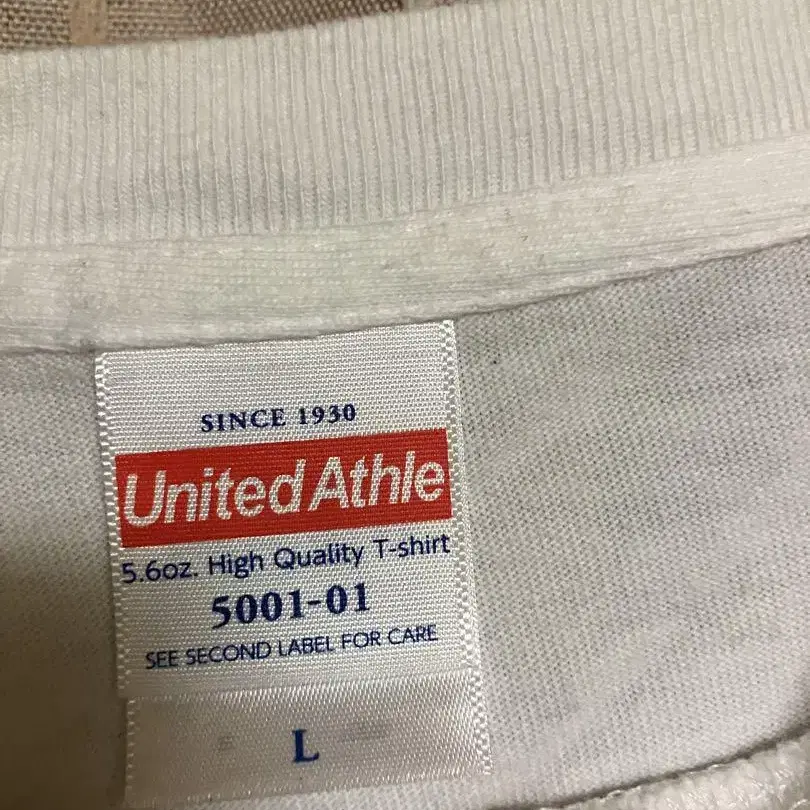 SINCE 1930
United Athle
5.6oz. High Quality T-shirt
5001-01
SEE SECOND LABEL FOR CARE
L